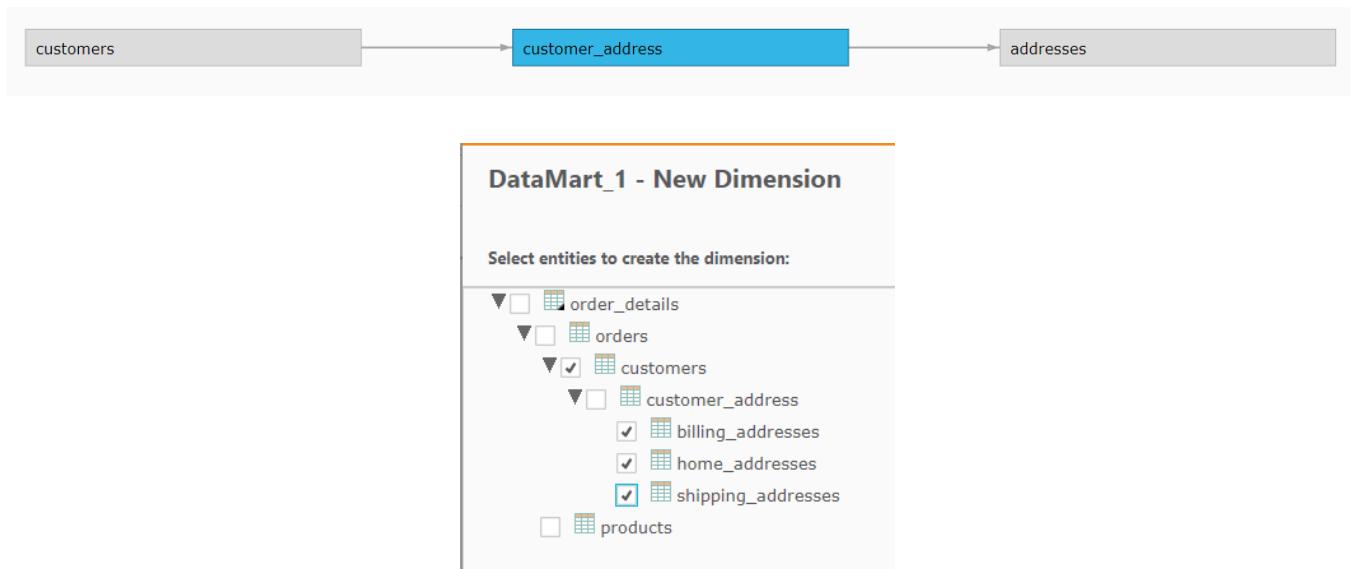 customers
customer_address
addresses
DataMart_1 - New Dimension
Select entities to create the dimension:
order_details
orders
customers
customer_address
billing_addresses
home_addresses
shipping_addresses
products